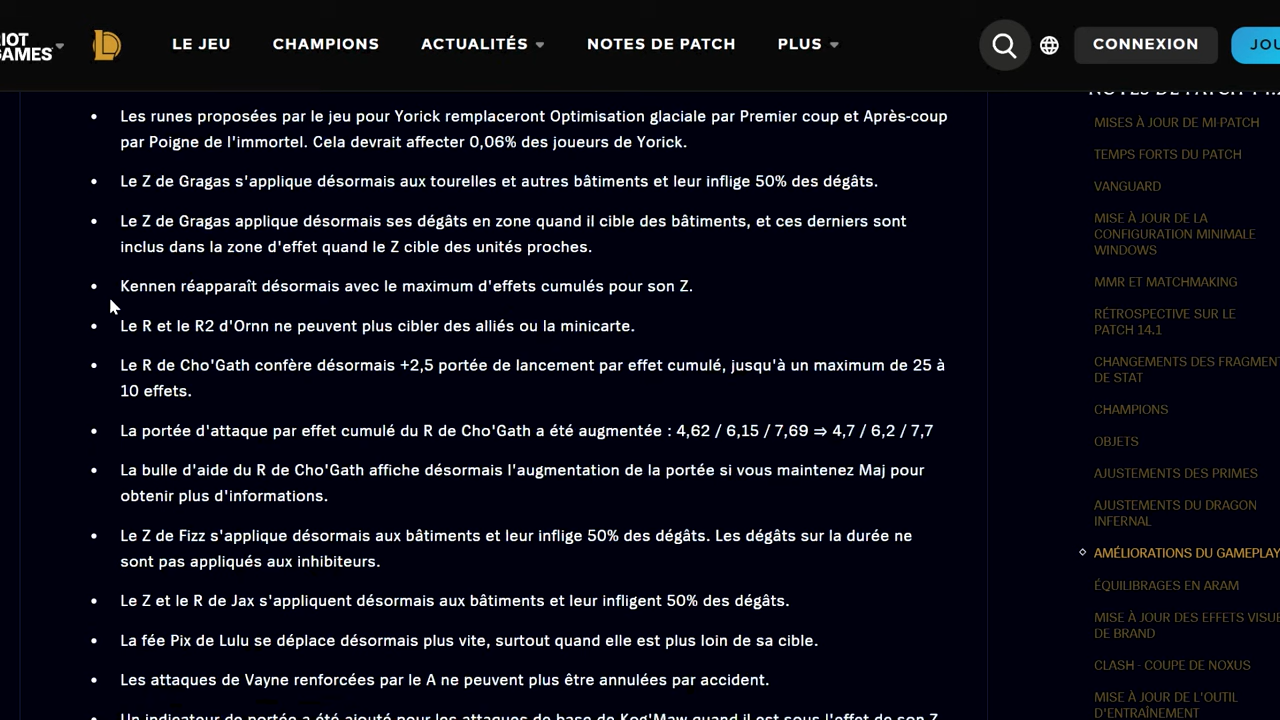 RIOT
GAMES
LE JEU
CHAMPIONS
ACTUALITÉS
NOTES DE PATCH
PLUS
CONNEXION
JOU
Les runes proposées par le jeu pour Yorick remplaceront Optimisation glaciale par Premier coup et Après-coup
par Poigne de l'immortel. Cela devrait affecter 0,06% des joueurs de Yorick.
Le Z de Gragas s'applique désormais aux tourelles et autres bâtiments et leur inflige 50% des dégâts.
Le Z de Gragas applique désormais ses dégâts en zone quand il cible des bâtiments, et ces derniers sont
inclus dans la zone d'effet quand le Z cible des unités proches.
Kennen réapparaît désormais avec le maximum d'effets cumulés pour son Z.
Le R et le R2 d'Ornn ne peuvent plus cibler des alliés ou la minicarte.
Le R de Cho'Gath confère désormais +2,5 portée de lancement par effet cumulé, jusqu'à un maximum de 25 à
10 effets.
La portée d'attaque par effet cumulé du R de Cho'Gath a été augmentée : 4,62 / 6,15 / 7,69 ⇒ 4,7 / 6,2 / 7,7
La bulle d'aide du R de Cho'Gath affiche désormais l'augmentation de la portée si vous maintenez Maj pour
obtenir plus d'informations.
Le Z de Fizz s'applique désormais aux bâtiments et leur inflige 50% des dégâts. Les dégâts sur la durée ne
sont pas appliqués aux inhibiteurs.
Le Z et le R de Jax s'appliquent désormais aux bâtiments et leur infligent 50% des dégâts.
La fée Pix de Lulu se déplace désormais plus vite, surtout quand elle est plus loin de sa cible.
Les attaques de Vayne renforcées par le A ne peuvent plus être annulées par accident.
Un indicateur de portée a été ajouté pour les attaques de base de Kog'Maw quand il est sous l'effet de son Z.
NOTES DE PATCH 14.2
MISES À JOUR DE MI-PATCH
TEMPS FORTS DU PATCH
VANGUARD
MISE À JOUR DE LA
CONFIGURATION MINIMALE
WINDOWS
MMR ET MATCHMAKING
RÉTROSPECTIVE SUR LE
PATCH 14.1
CHANGEMENTS DES FRAGMENT
DE STAT
CHAMPIONS
OBJETS
AJUSTEMENTS DES PRIMES
AJUSTEMENTS DU DRAGON
INFERNAL
AMÉLIORATIONS DU GAMEPLAY
ÉQUILIBRAGES EN ARAM
MISE À JOUR DES EFFETS VISUE
DE BRAND
CLASH - COUPE DE NOXUS
MISE À JOUR DE L'OUTIL
D'ENTRAÎNEMENT